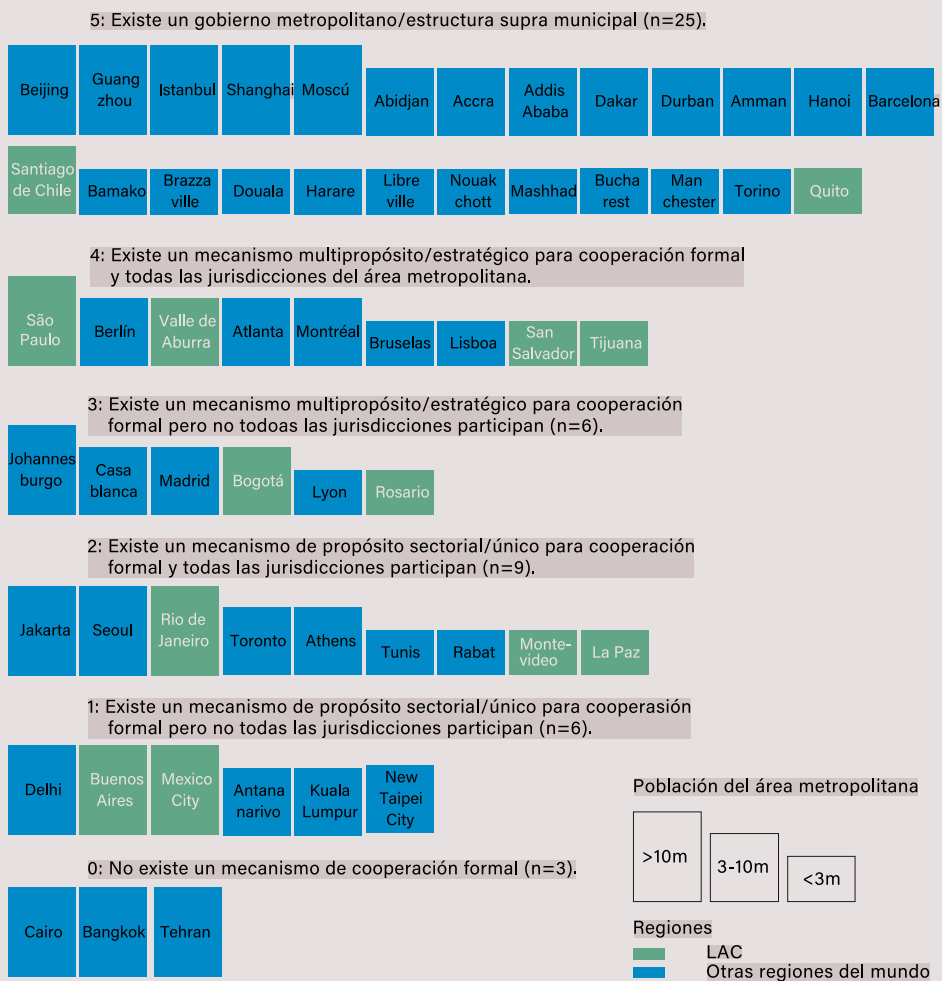 5: Existe un gobierno metropolitano/estructura supra municipal (n=25).
Beijing
Guang
zhou
Istanbul
Shanghai
Moscú
Abidjan
Accra
Addis
Ababa
Dakar
Durban
Amman
Hanoi
Barcelona
Santiago
de Chile
Bamako
Brazza
ville
Douala
Harare
Libre
ville
Nouak
chott
Mashhad
Bucha
rest
Man
chester
Torino
Quito
4: Existe un mecanismo multipropósito/estratégico para cooperación formal
y todas las jurisdicciones del área metropolitana.
São
Paulo
Berlín
Valle de
Aburra
Atlanta
Montréal
Bruselas
Lisboa
San
Salvador
Tijuana
3: Existe un mecanismo multipropósito/estratégico para cooperación
formal pero no todoas las jurisdicciones participan (n=6).
Johannes
burgo
Casa
blanca
Madrid
Bogotá
Lyon
Rosario
2: Existe un mecanismo de propósito sectorial/único para cooperación
formal y todas las jurisdicciones participan (n=9).
Jakarta
Seoul
Rio de
Janeiro
Toronto
Athens
Tunis
Rabat
Monte-
video
La Paz
1: Existe un mecanismo de propósito sectorial/único para cooperasión
formal pero no todas las jurisdicciones participan (n=6).
Delhi
Buenos
Aires
Mexico
City
Antana
narivo
Kuala
Lumpur
New
Taipei
City
0: No existe un mecanismo de cooperación formal (n=3).
Cairo
Bangkok
Tehran
Población del área metropolitana
>10m
3-10m
<3m
Regiones
LAC
Otras regiones del mundo